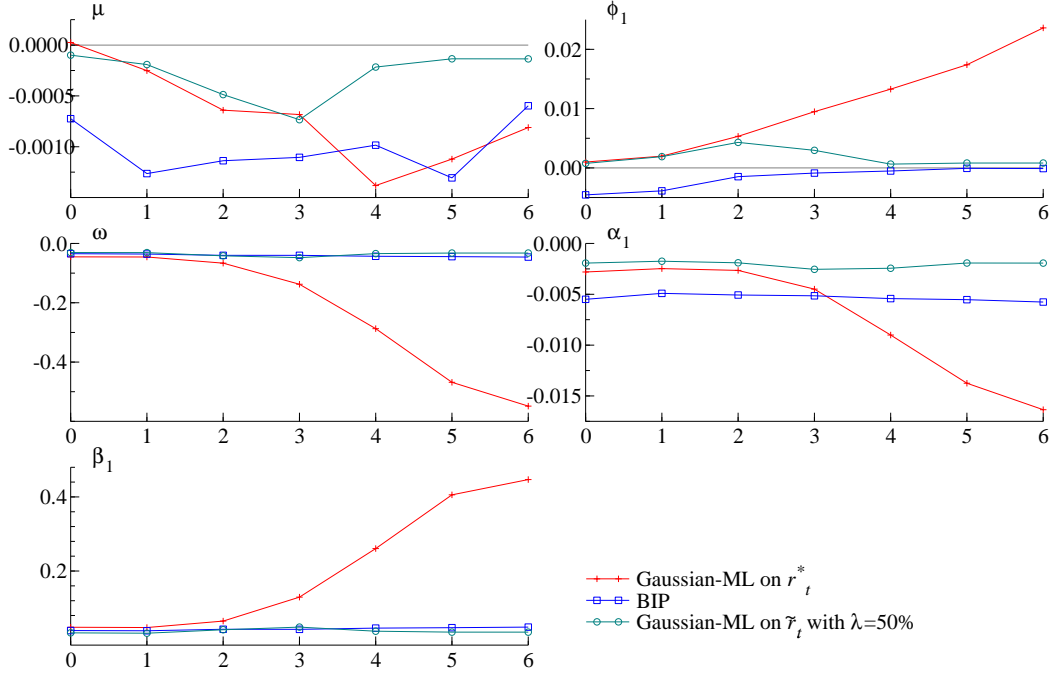 μ
0.0000
-0.0005
-0.0010
0 1 2 3 4 5 6
ϕ₁
0.02
0.01
0.00
0 1 2 3 4 5 6
ω
0.0
-0.2
-0.4
0 1 2 3 4 5 6
α₁
0.000
-0.005
-0.010
-0.015
0 1 2 3 4 5 6
β₁
0.4
0.2
0 1 2 3 4 5 6
Gaussian-ML on r*ₜ
BIP
Gaussian-ML on r̃ₜ with λ=50%